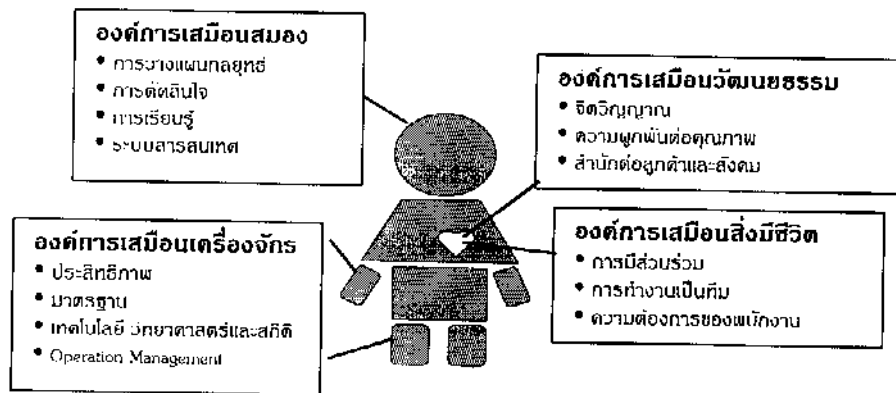 องค์การเสมือนสมอง
• การวางแผนกลยุทธ์
• การตัดสินใจ
• การเรียนรู้
• ระบบสารสนเทศ
องค์การเสมือนวัฒนยธรรม
• จิตวิญญาณ
• ความผูกพันต่อคุณภาพ
• สำนักต่อลูกค้าและสังคม
องค์การเสมือนเครื่องจักร
• ประสิทธิภาพ
• มาตรฐาน
• เทคโนโลยี วิทยาศาสตร์และสถิติ
• Operation Management
องค์การเสมือนสิ่งมีชีวิต
• การมีส่วนร่วม
• การทำงานเป็นทีม
• ความต้องการของพนักงาน